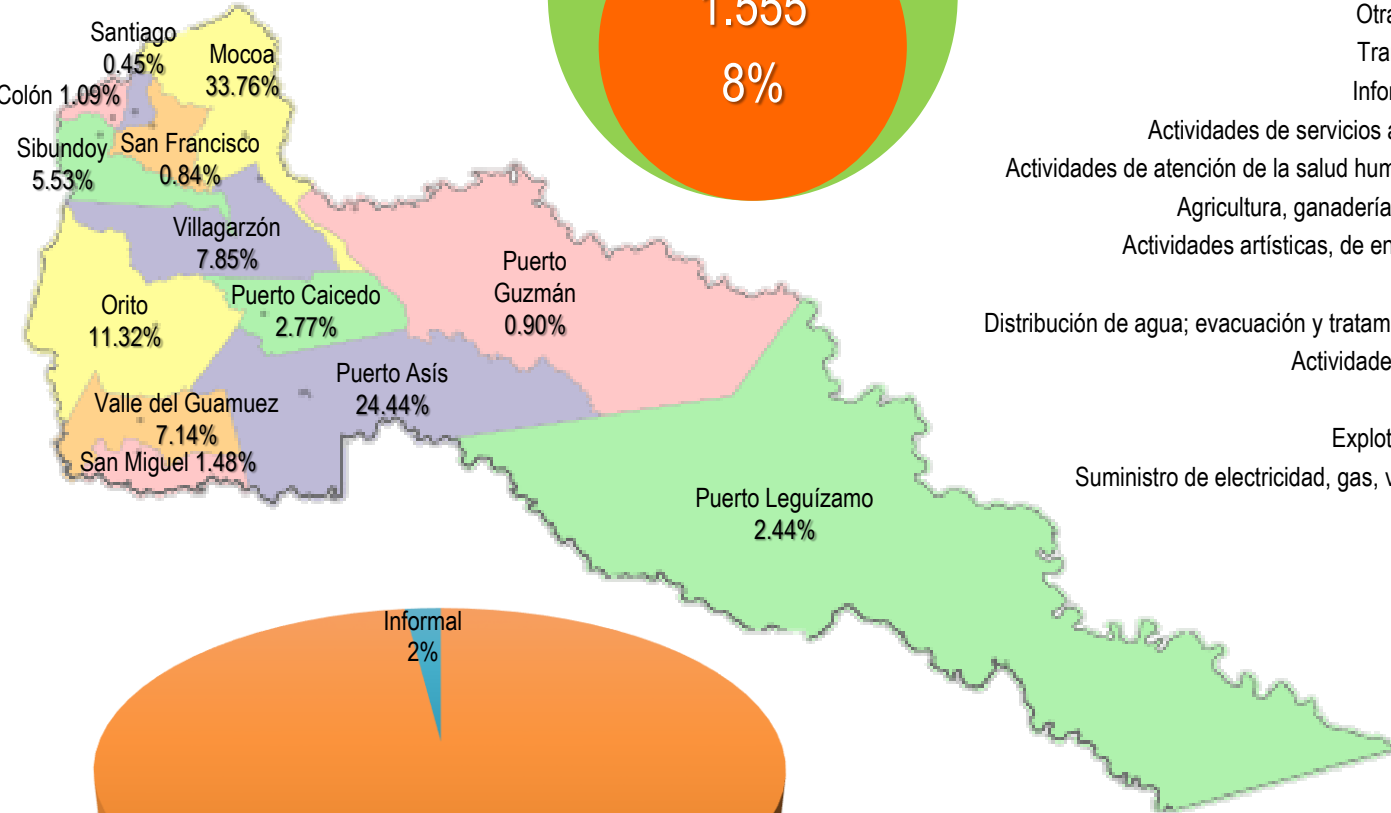 1.555
8%
Santiago
0.45%
Mocoa
33.76%
Colón 1.09%
Sibundoy
5.53%
San Francisco
0.84%
Villagarzón
7.85%
Puerto
Guzmán
0.90%
Orito
11.32%
Puerto Caicedo
2.77%
Puerto Asís
24.44%
Valle del Guamuez
7.14%
San Miguel 1.48%
Puerto Leguízamo
2.44%
Informal
2%
Otra
Tra
Infor
Actividades de servicios a
Actividades de atención de la salud hum
Agricultura, ganadería
Actividades artísticas, de en
Distribución de agua; evacuación y tratam
Actividade
Explot
Suministro de electricidad, gas, v